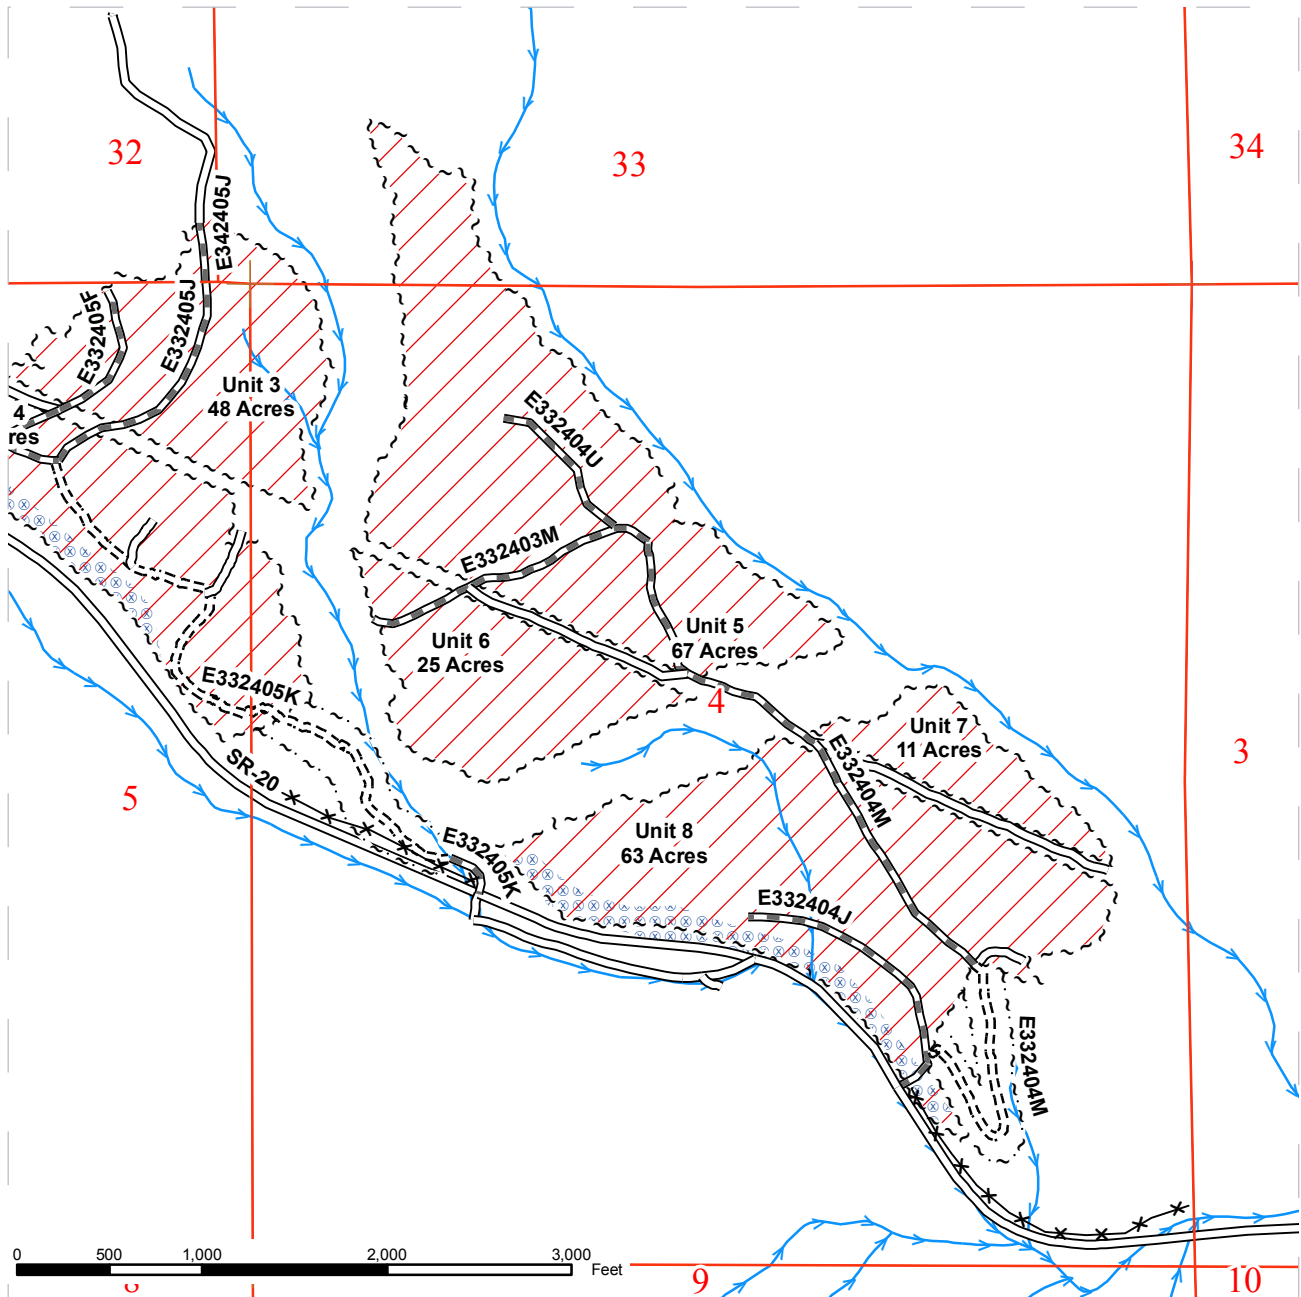 32
33
34
E342405J
E332405F
E332405J
Unit 3
48 Acres
4
res
E332404U
E332403M
Unit 5
67 Acres
Unit 6
25 Acres
E332405K
4
Unit 7
11 Acres
3
SR-20
5
E332404M
Unit 8
63 Acres
E332405K
E332404J
5
E332404M
0
500
1,000
2,000
3,000
Feet
8
9
10